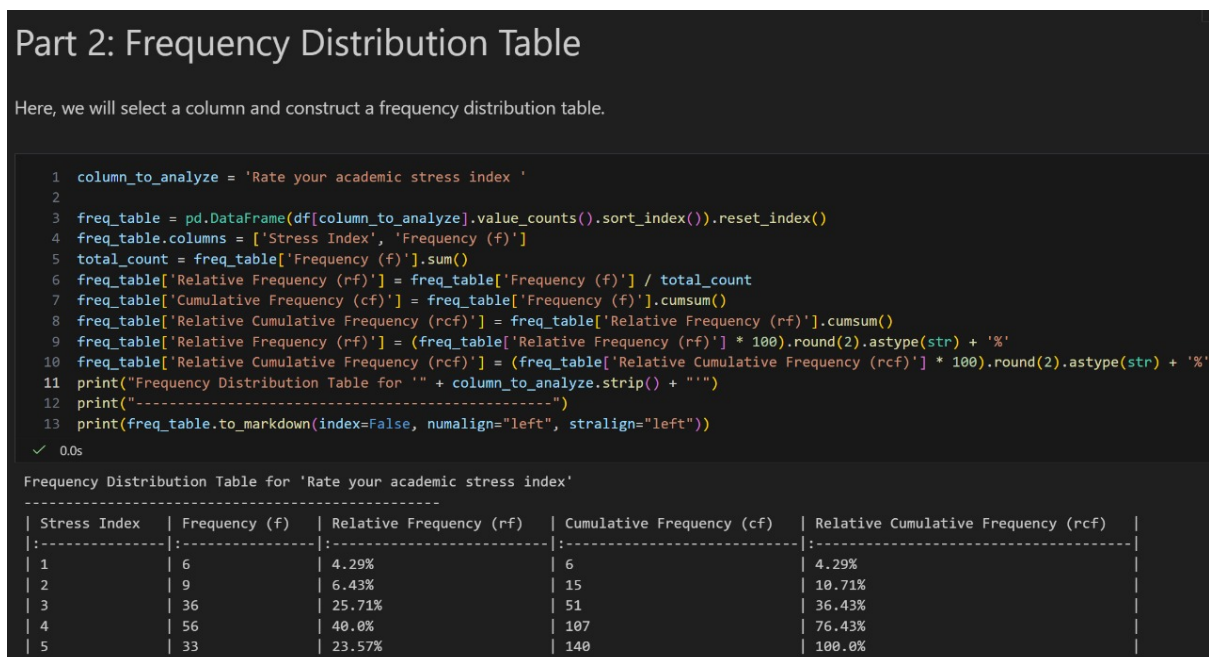 Part 2: Frequency Distribution Table
Here, we will select a column and construct a frequency distribution table.
1 column_to_analyze = 'Rate your academic stress index '
2
3 freq_table = pd.DataFrame(df[column_to_analyze].value_counts().sort_index()).reset_index()
4 freq_table.columns = ['Stress Index', 'Frequency (f)']
5 total_count = freq_table['Frequency (f)'].sum()
6 freq_table['Relative Frequency (rf)'] = freq_table['Frequency (f)'] / total_count
7 freq_table['Cumulative Frequency (cf)'] = freq_table['Frequency (f)'].cumsum()
8 freq_table['Relative Cumulative Frequency (rcf)'] = freq_table['Relative Frequency (rf)'].cumsum()
9 freq_table['Relative Frequency (rf)'] = (freq_table['Relative Frequency (rf)'] * 100).round(2).astype(str) + '%'
10 freq_table['Relative Cumulative Frequency (rcf)'] = (freq_table['Relative Cumulative Frequency (rcf)'] * 100).round(2).astype(str) + '%'
11 print("Frequency Distribution Table for '" + column_to_analyze.strip() + "'")
12 print("--------------------------------------------------")
13 print(freq_table.to_markdown(index=False, numalign="left", stralign="left"))
✓ 0.0s
Frequency Distribution Table for 'Rate your academic stress index'
--------------------------------------------------
| Stress Index | Frequency (f) | Relative Frequency (rf) | Cumulative Frequency (cf) | Relative Cumulative Frequency (rcf) |
|:---------------|:----------------|:--------------------------|:----------------------------|:--------------------------------------|
| 1 | 6 | 4.29% | 6 | 4.29% |
| 2 | 9 | 6.43% | 15 | 10.71% |
| 3 | 36 | 25.71% | 51 | 36.43% |
| 4 | 56 | 40.0% | 107 | 76.43% |
| 5 | 33 | 23.57% | 140 | 100.0% |